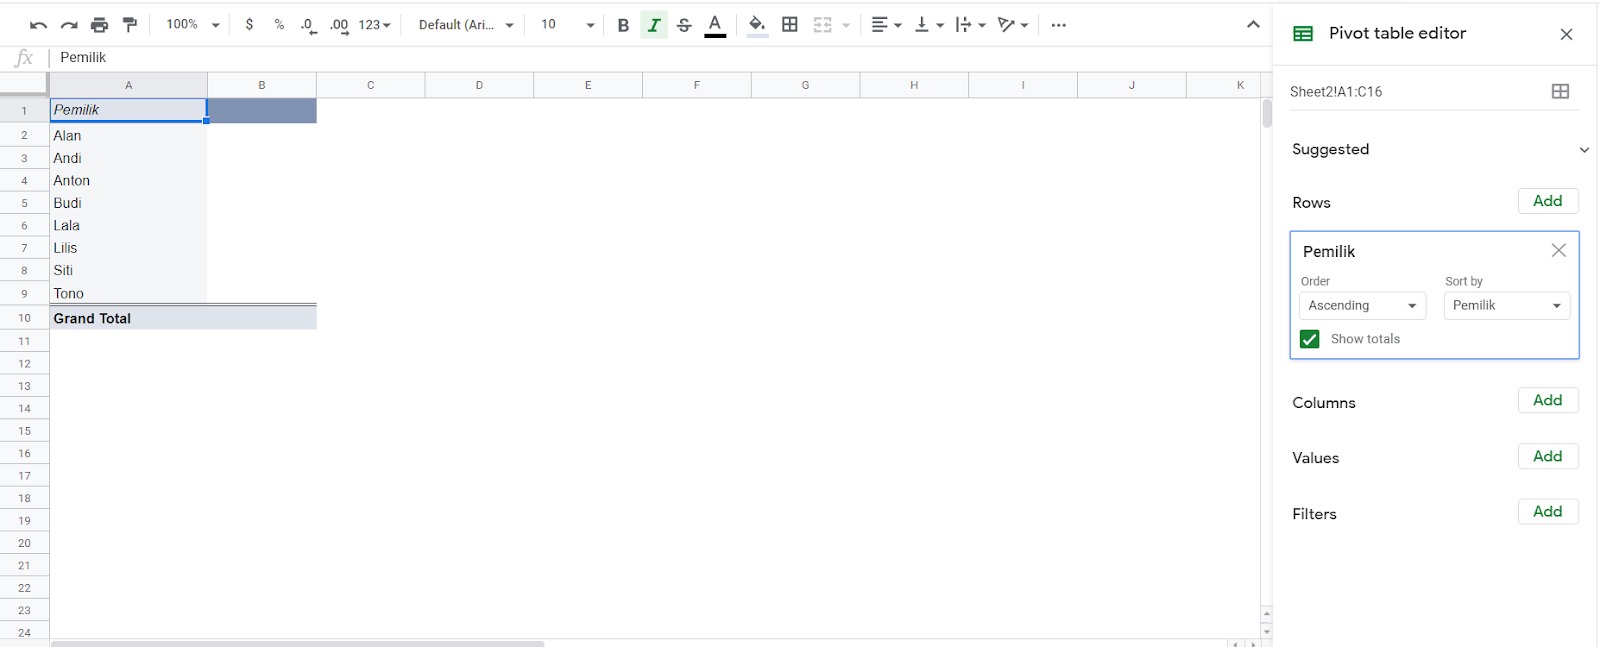 100% $ % .0 .00 123 Default (Ari... 10 B I S A
fx Pemilik
A B C D E F G H I J K
1 Pemilik
2 Alan
3 Andi
4 Anton
5 Budi
6 Lala
7 Lilis
8 Siti
9 Tono
10 Grand Total
11
12
13
14
15
16
17
18
19
20
21
22
23
24
Pivot table editor
Sheet2!A1:C16
Suggested
Rows Add
Pemilik
Order Sort by
Ascending Pemilik
Show totals
Columns Add
Values Add
Filters Add